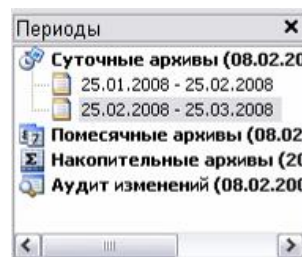 Периоды
Суточные архивы (08.02.20
25.01.2008 - 25.02.2008
25.02.2008 - 25.03.2008
Помесячные архивы (08.02
Накопительные архивы (20
Аудит изменений (08.02.200